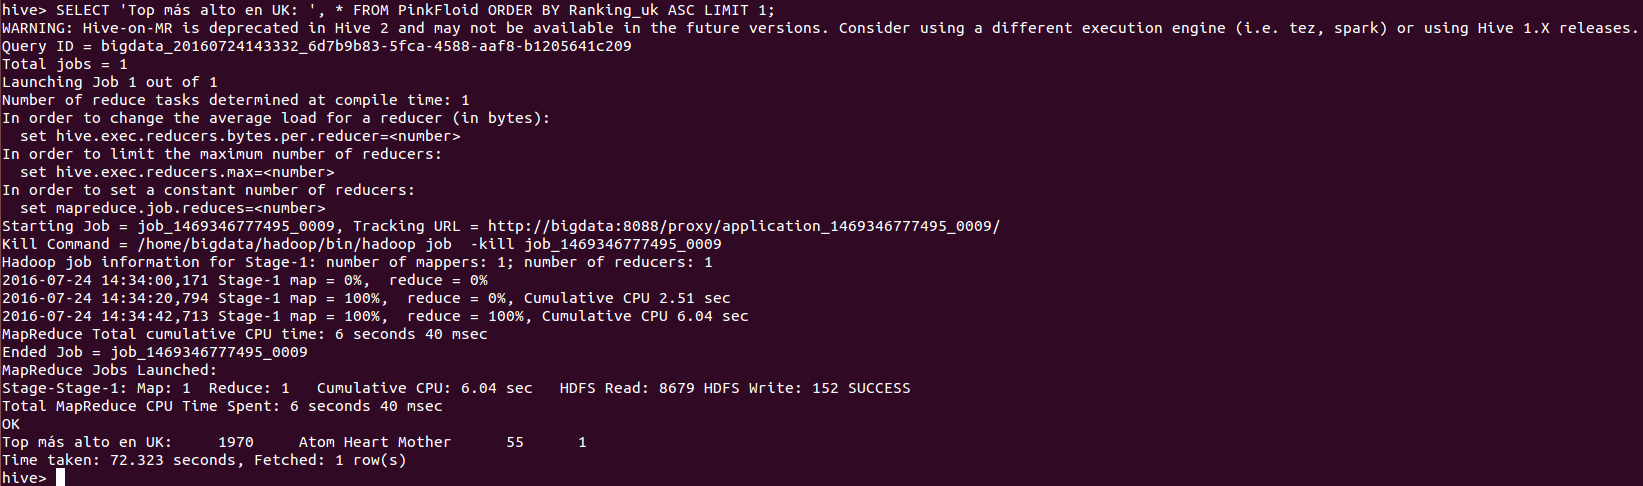 hive> SELECT 'Top más alto en UK: ', * FROM PinkFloid ORDER BY Ranking_uk ASC LIMIT 1;
WARNING: Hive-on-MR is deprecated in Hive 2 and may not be available in the future versions. Consider using a different execution engine (i.e. tez, spark) or using Hive 1.X releases.
Query ID = bigdata_20160724143332_6d7b9b83-5fca-4588-aaf8-b1205641c209
Total jobs = 1
Launching Job 1 out of 1
Number of reduce tasks determined at compile time: 1
In order to change the average load for a reducer (in bytes):
  set hive.exec.reducers.bytes.per.reducer=<number>
In order to limit the maximum number of reducers:
  set hive.exec.reducers.max=<number>
In order to set a constant number of reducers:
  set mapreduce.job.reduces=<number>
Starting Job = job_1469346777495_0009, Tracking URL = http://bigdata:8088/proxy/application_1469346777495_0009/
Kill Command = /home/bigdata/hadoop/bin/hadoop job  -kill job_1469346777495_0009
Hadoop job information for Stage-1: number of mappers: 1; number of reducers: 1
2016-07-24 14:34:00,171 Stage-1 map = 0%,  reduce = 0%
2016-07-24 14:34:20,794 Stage-1 map = 100%,  reduce = 0%, Cumulative CPU 2.51 sec
2016-07-24 14:34:42,713 Stage-1 map = 100%,  reduce = 100%, Cumulative CPU 6.04 sec
MapReduce Total cumulative CPU time: 6 seconds 40 msec
Ended Job = job_1469346777495_0009
MapReduce Jobs Launched:
Stage-Stage-1: Map: 1  Reduce: 1   Cumulative CPU: 6.04 sec   HDFS Read: 8679 HDFS Write: 152 SUCCESS
Total MapReduce CPU Time Spent: 6 seconds 40 msec
OK
Top más alto en UK:     1970     Atom Heart Mother      55      1
Time taken: 72.323 seconds, Fetched: 1 row(s)
hive>